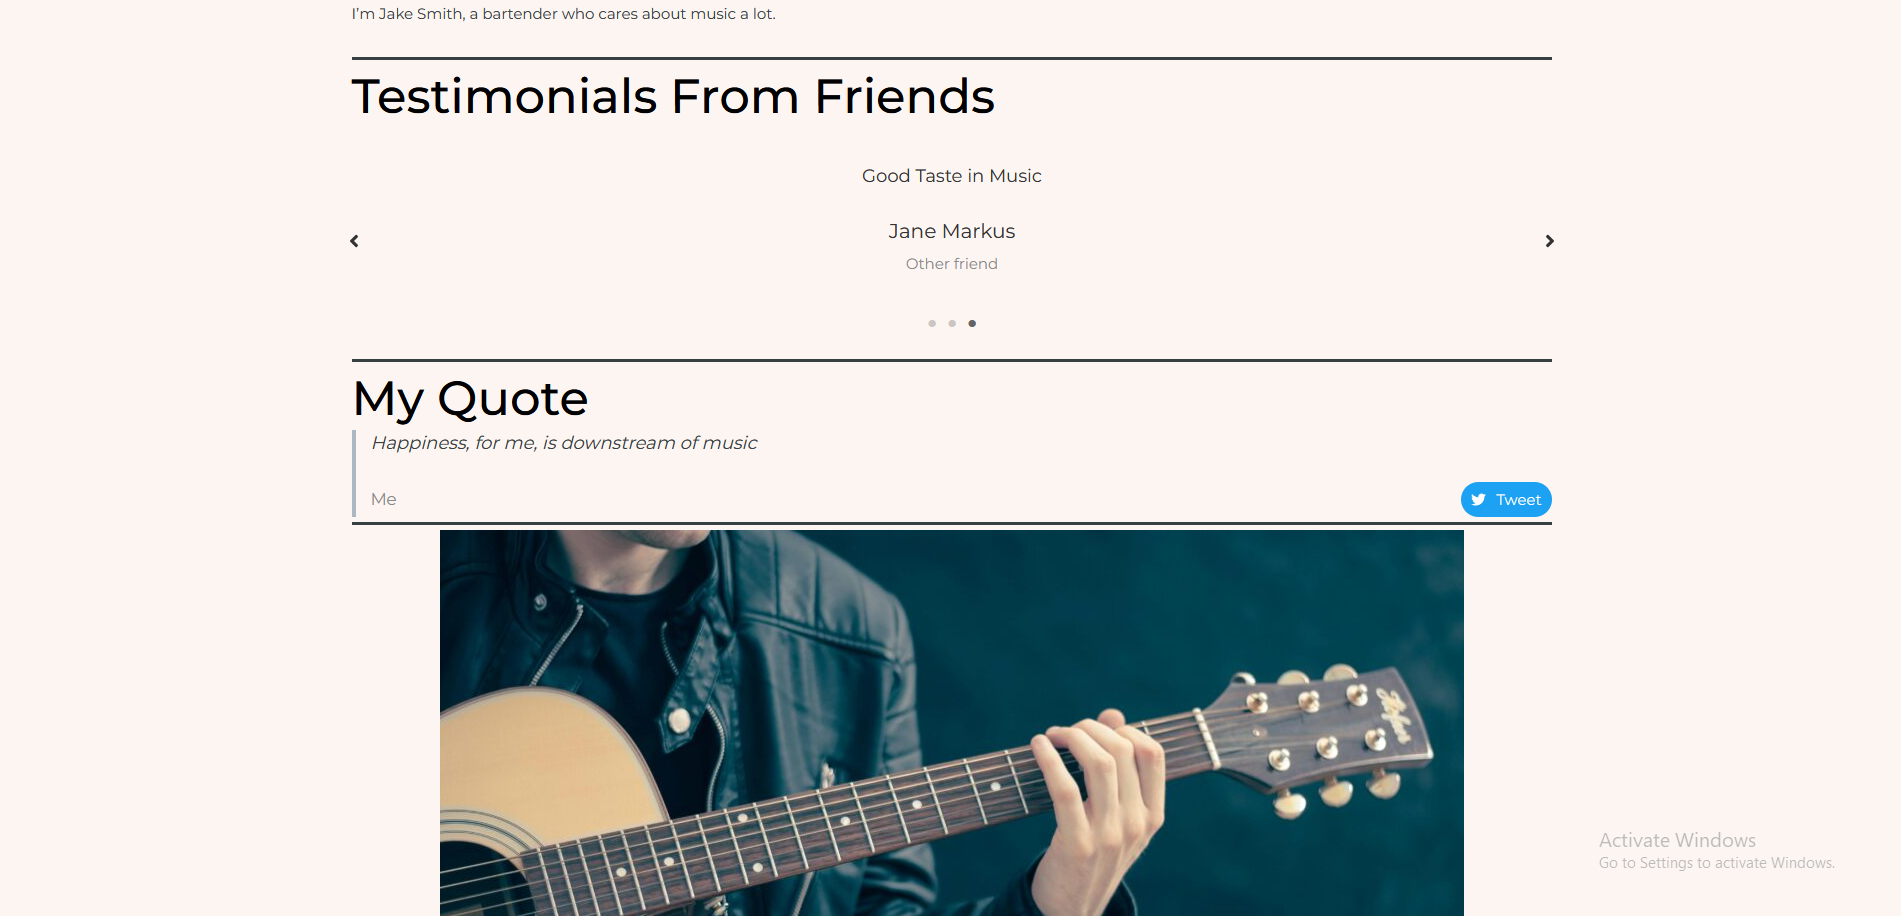 I'm Jake Smith, a bartender who cares about music a lot.
Testimonials From Friends
Good Taste in Music
Jane Markus
Other friend
My Quote
Happiness, for me, is downstream of music
Me
Tweet
Activate Windows
Go to Settings to activate Windows.